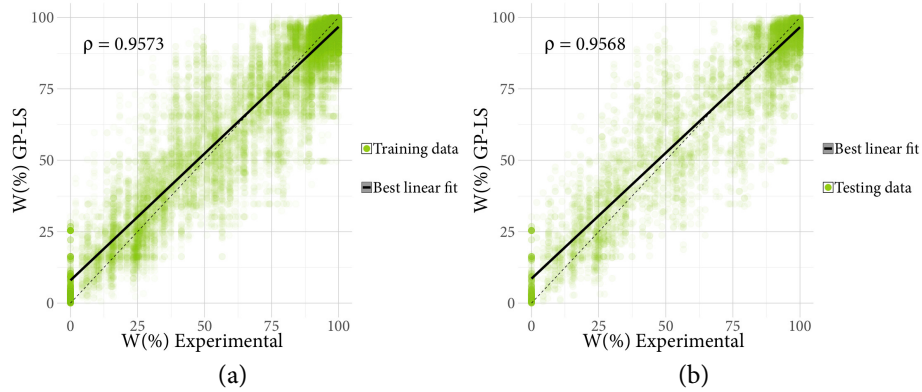 ρ = 0.9573
W(%) GP-LS
100
75
50
25
0
0
25
50
75
100
W(%) Experimental
Training data
Best linear fit
(a)
ρ = 0.9568
W(%) GP-LS
100
75
50
25
0
0
25
50
75
100
W(%) Experimental
Best linear fit
Testing data
(b)